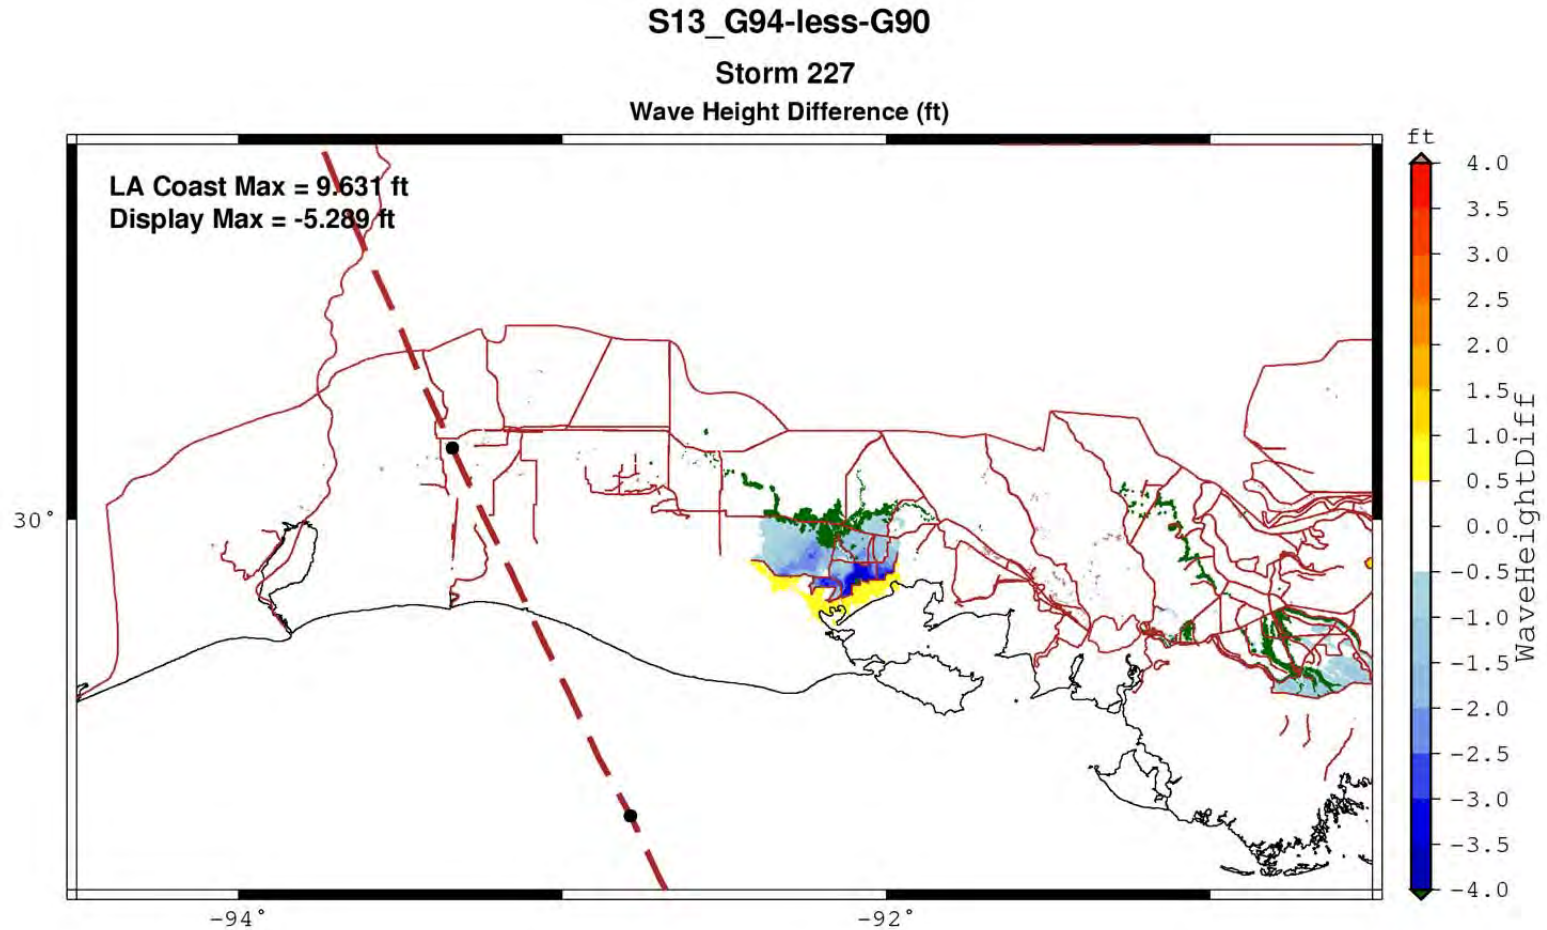 S13_G94-less-G90
Storm 227
Wave Height Difference (ft)
LA Coast Max = 9.631 ft
Display Max = -5.289 ft
30°
-94°
-92°
ft
4.0
3.5
3.0
2.5
2.0
1.5
1.0
0.5
0.0
-0.5
-1.0
-1.5
-2.0
-2.5
-3.0
-3.5
-4.0
WaveHeightDiff